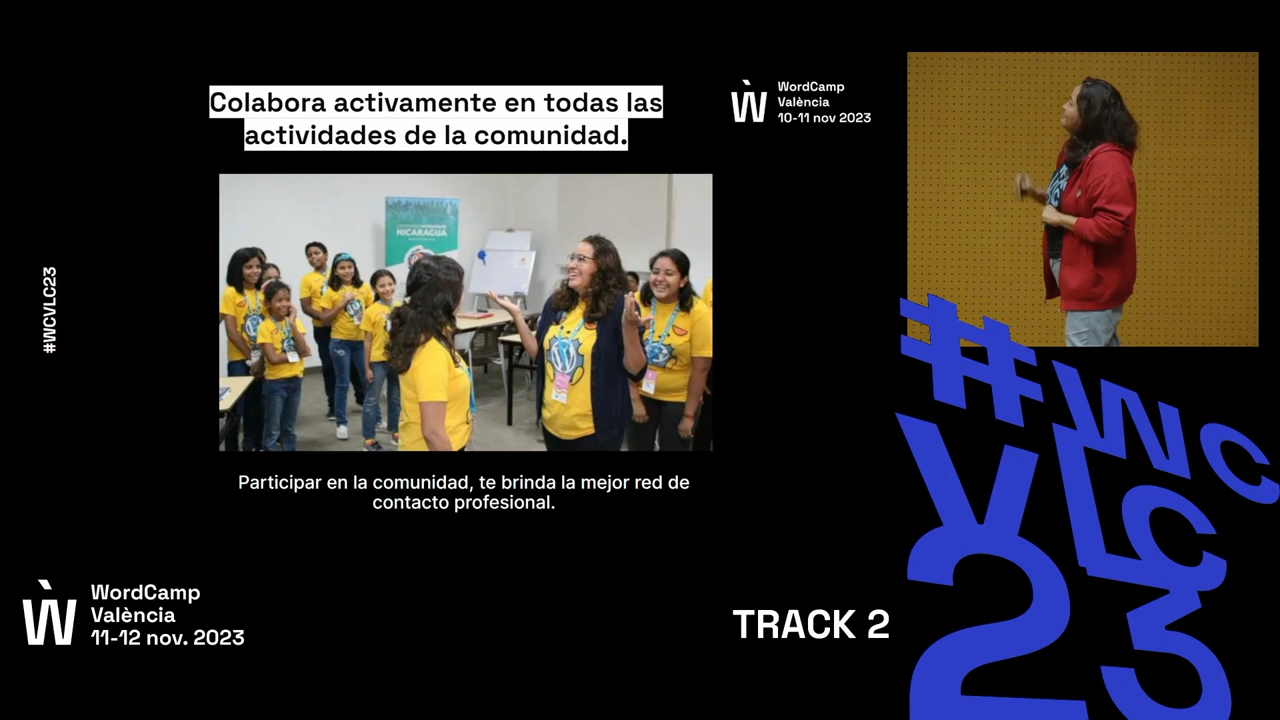 Colabora activamente en todas las
actividades de la comunidad.
WordCamp
València
10-11 nov 2023
NICARAGUA
Participar en la comunidad, te brinda la mejor red de
contacto profesional.
#WCVLC23
WordCamp
València
11-12 nov. 2023
TRACK 2
#WC
VLC
23